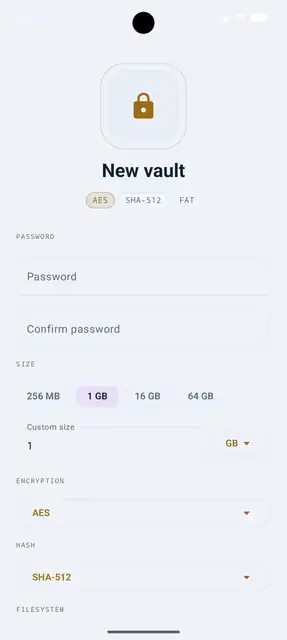 New vault
AES SHA-512 FAT
PASSWORD
Password
Confirm password
SIZE
256 MB 1 GB 16 GB 64 GB
Custom size
1 GB
ENCRYPTION
AES
HASH
SHA-512
FILESYSTEM